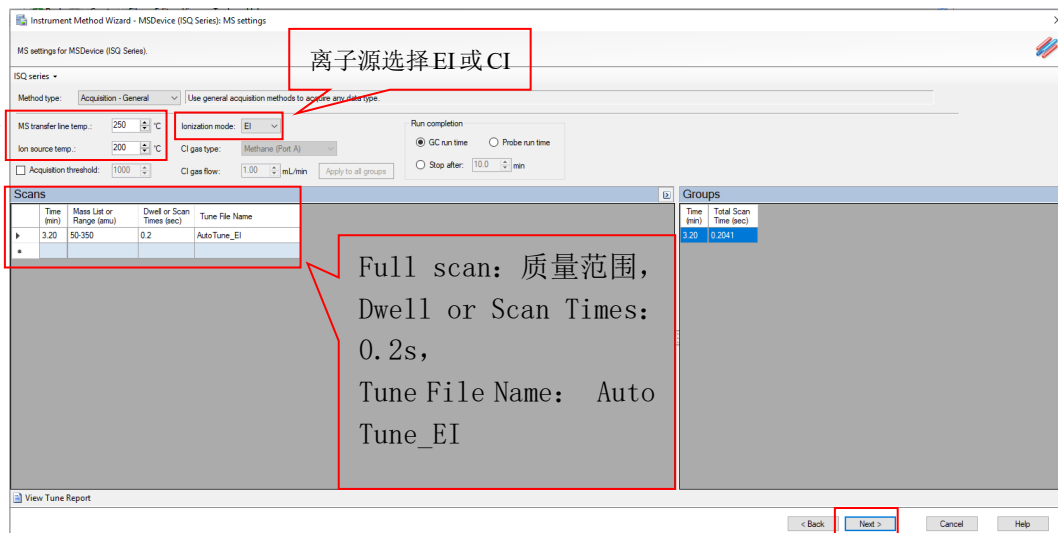 Instrument Method Wizard - MSDevice (ISQ Series): MS settings
MS settings for MSDevice (ISQ Series).
离子源选择EI或CI
ISQ series
Method type: Acquisition - General Use general acquisition methods to acquire any data type.
MS transfer line temp.: 250 °C Ionization mode: EI Run completion
GC run time Probe run time
Ion source temp.: 200 °C CI gas type: Methane (Port A)
Stop after: 10.0 min
Acquisition threshold: 1000 CI gas flow: 1.00 mL/min Apply to all groups
Scans Groups
Time (min) Mass List or Range (amu) Dwell or Scan Times (sec) Tune File Name Time (min) Total Scan Time (sec)
3.20 50-350 0.2 AutoTune_EI 3.20 0.2041
Full scan：质量范围，
Dwell or Scan Times：
0.2s，
Tune File Name： Auto
Tune_EI
View Tune Report
< Back Next > Cancel Help